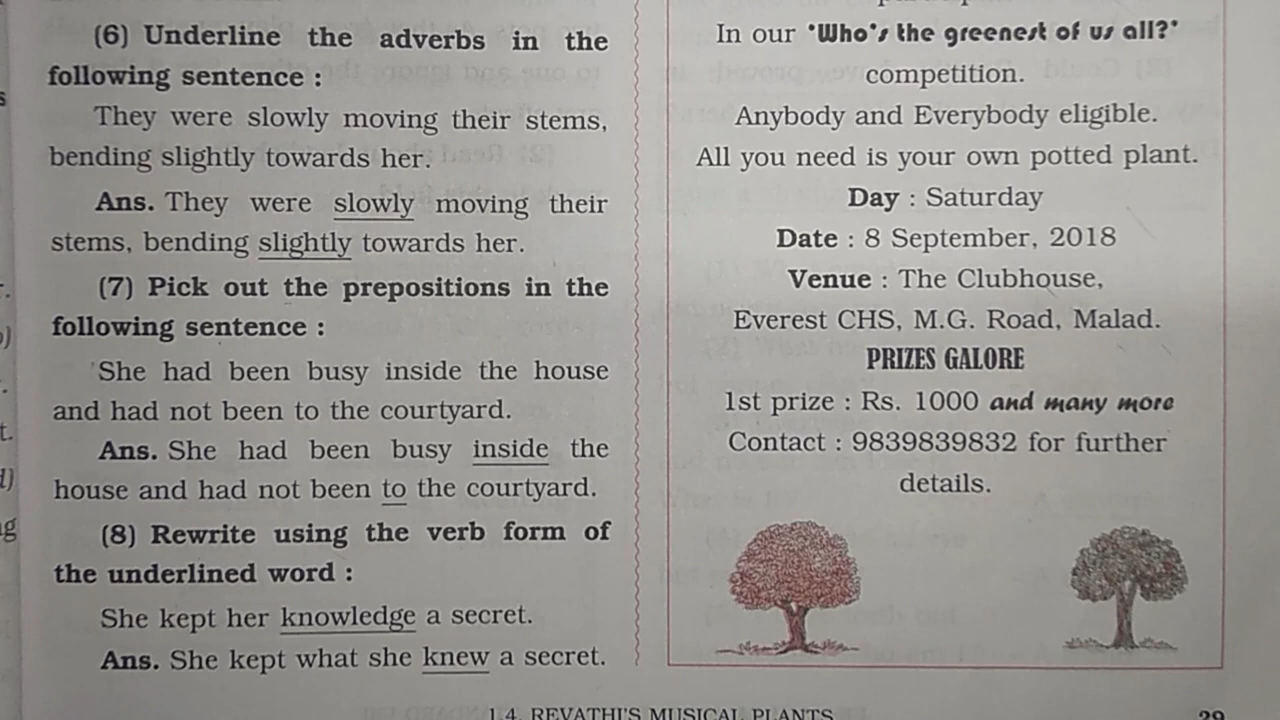 (6) Underline the adverbs in the
following sentence :
They were slowly moving their stems,
bending slightly towards her.
Ans. They were slowly moving their
stems, bending slightly towards her.
(7) Pick out the prepositions in the
following sentence :
She had been busy inside the house
and had not been to the courtyard.
Ans. She had been busy inside the
house and had not been to the courtyard.
(8) Rewrite using the verb form of
the underlined word :
She kept her knowledge a secret.
Ans. She kept what she knew a secret.
In our 'Who's the greenest of us all?'
competition.
Anybody and Everybody eligible.
All you need is your own potted plant.
Day : Saturday
Date : 8 September, 2018
Venue : The Clubhouse,
Everest CHS, M.G. Road, Malad.
PRIZES GALORE
1st prize : Rs. 1000 and many more
Contact : 9839839832 for further
details.
1.4. REVATHI'S MUSICAL PLANTS
29